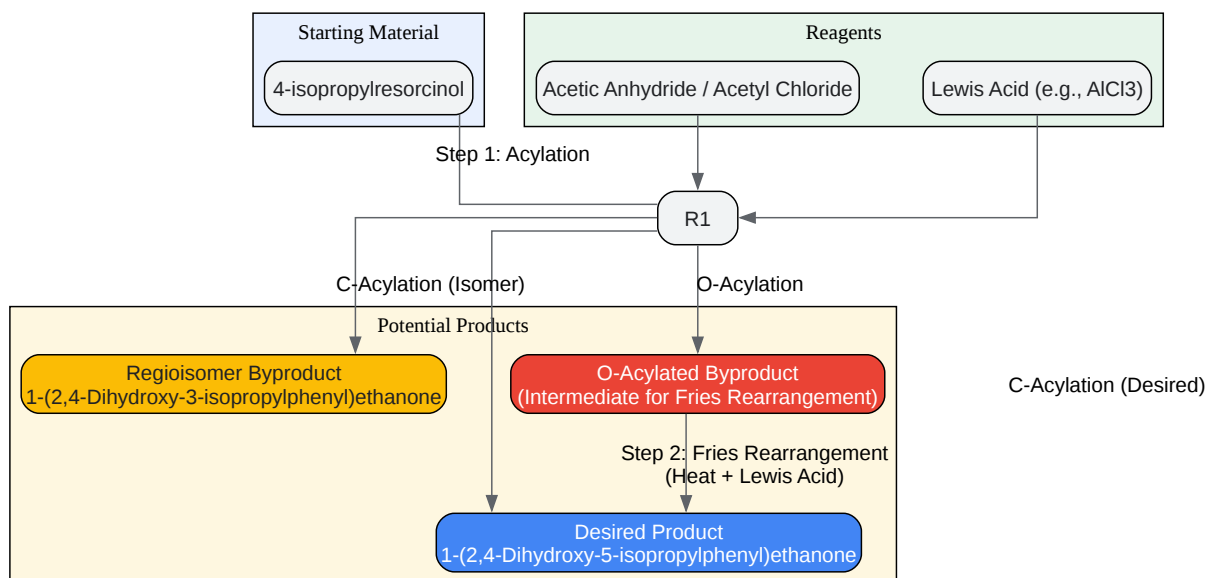 Starting Material
Reagents
4-isopropylresorcinol
Acetic Anhydride / Acetyl Chloride
Lewis Acid (e.g., AlCl3)
Step 1: Acylation
R1
C-Acylation (Isomer)
O-Acylation
Potential Products
Regioisomer Byproduct
1-(2,4-Dihydroxy-3-isopropylphenyl)ethanone
O-Acylated Byproduct
(Intermediate for Fries Rearrangement)
C-Acylation (Desired)
Step 2: Fries Rearrangement
(Heat + Lewis Acid)
Desired Product
1-(2,4-Dihydroxy-5-isopropylphenyl)ethanone